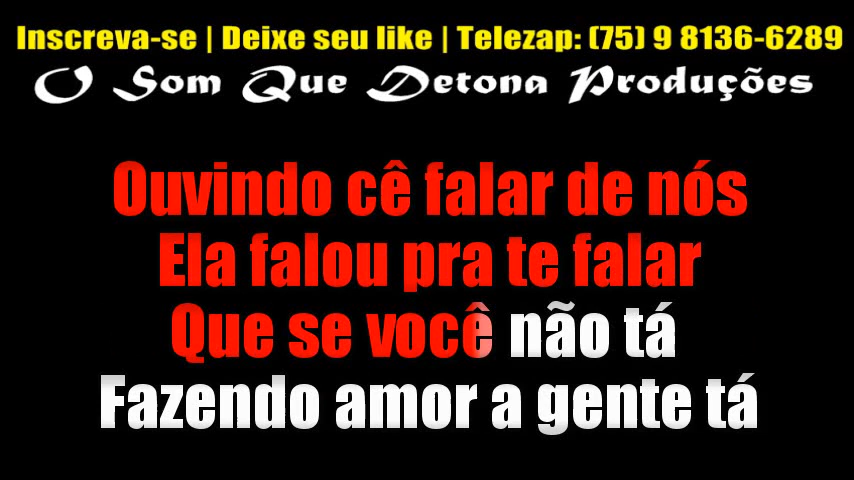 Inscreva-se | Deixe seu like | Telezap: (75) 9 8136-6289
O Som Que Detona Produções
Ouvindo cê falar de nós
Ela falou pra te falar
Que se você não tá
Fazendo amor a gente tá